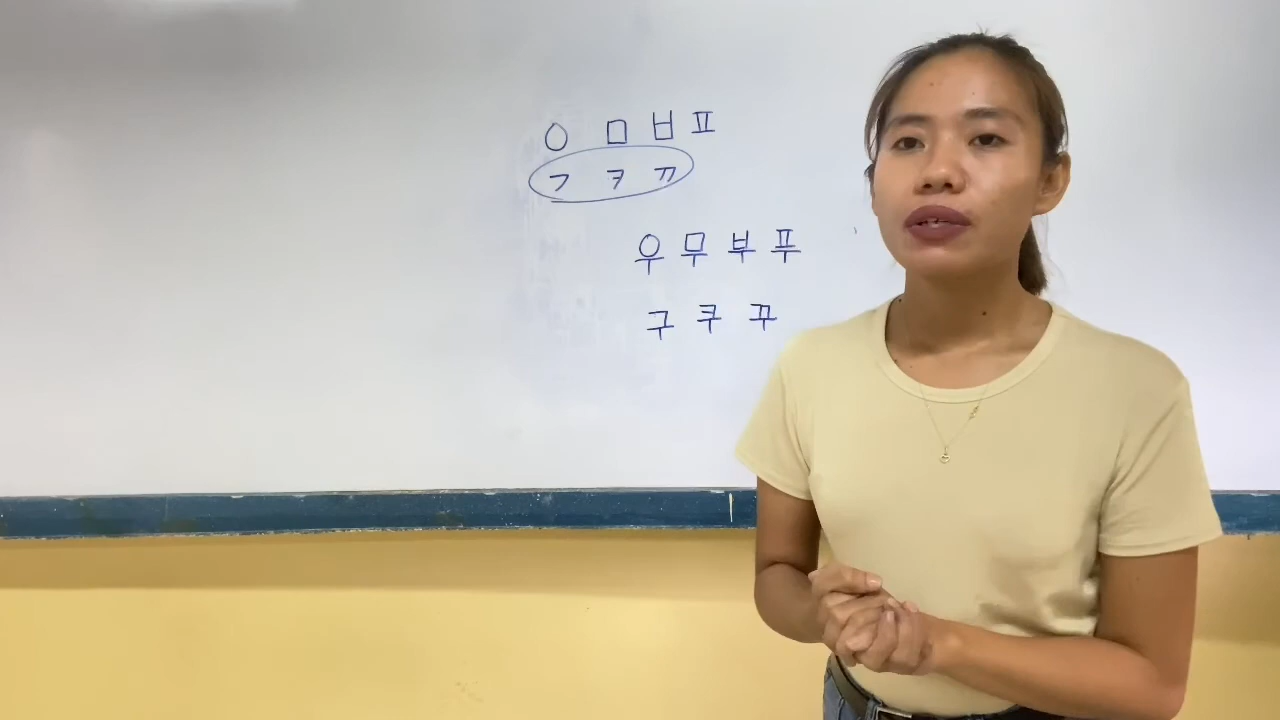 ㅇ ㅁ ㅂ ㅍ
ㄱ ㅋ ㄲ
우 무 부 푸
구 쿠 꾸